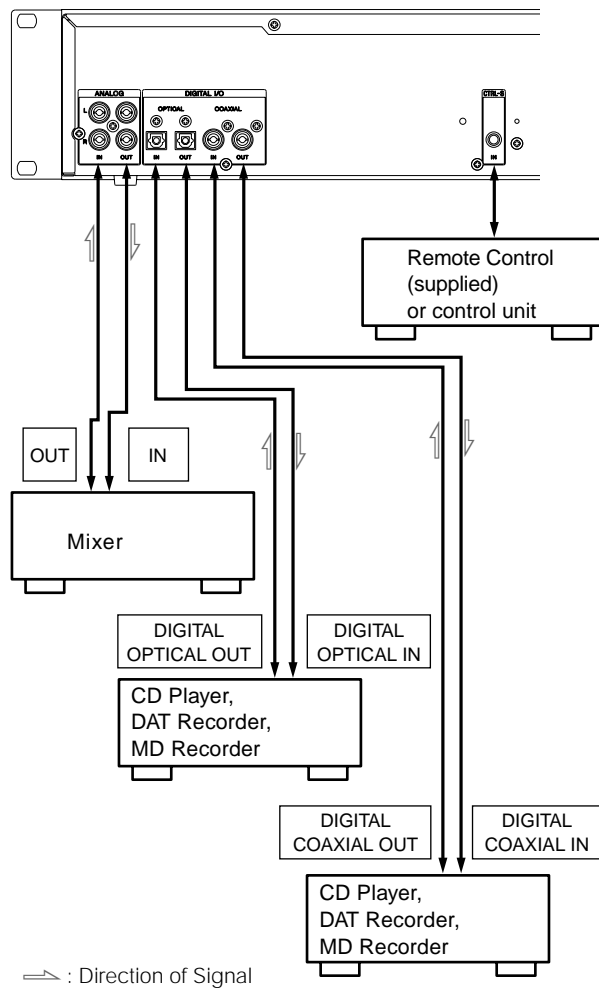 ANALOG
DIGITAL I/O
CTRL-S
OPTICAL
COAXIAL
L
R
IN
OUT
IN
OUT
IN
OUT
IN
Remote Control
(supplied)
or control unit
OUT
IN
Mixer
DIGITAL
OPTICAL OUT
DIGITAL
OPTICAL IN
CD Player,
DAT Recorder,
MD Recorder
DIGITAL
COAXIAL OUT
DIGITAL
COAXIAL IN
CD Player,
DAT Recorder,
MD Recorder
: Direction of Signal